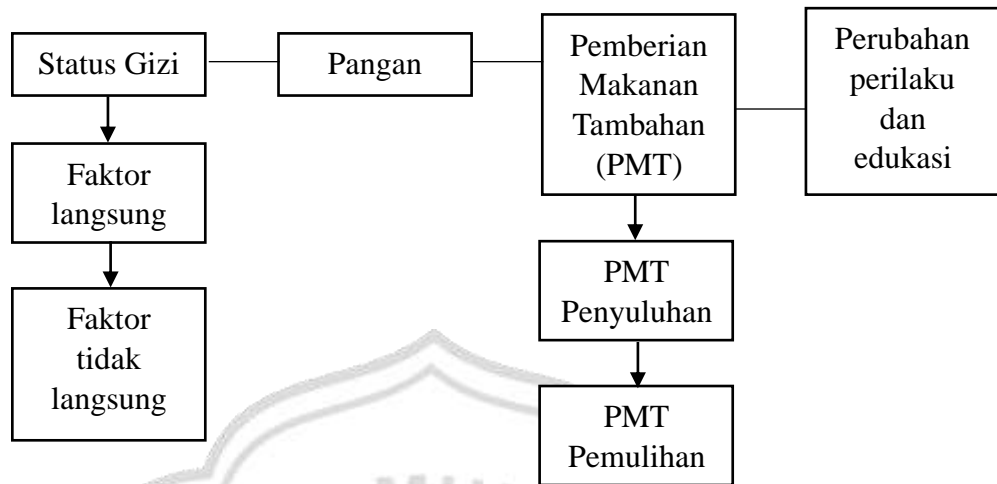 Status Gizi
Pangan
Pemberian
Makanan
Tambahan
(PMT)
Perubahan
perilaku
dan
edukasi
Faktor
langsung
PMT
Penyuluhan
Faktor
tidak
langsung
PMT
Pemulihan